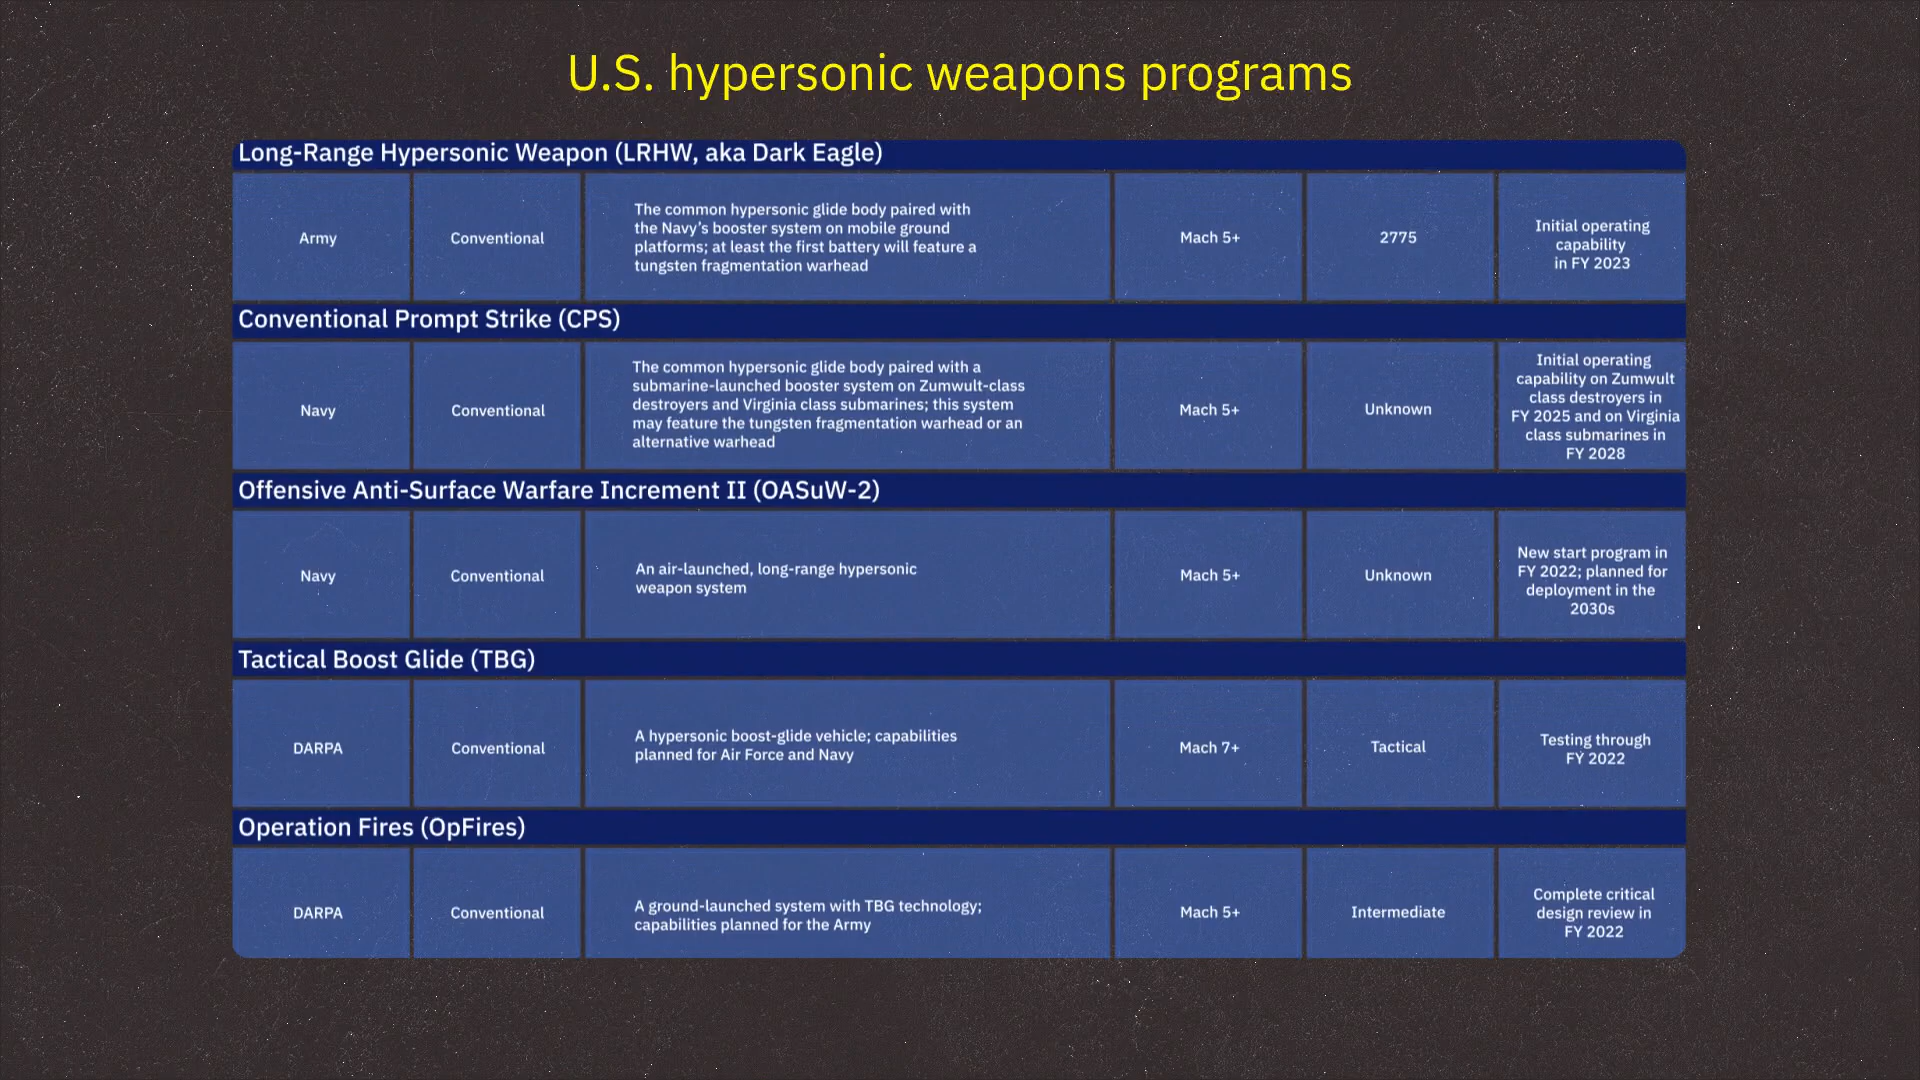 U.S. hypersonic weapons programs
Long-Range Hypersonic Weapon (LRHW, aka Dark Eagle)
Army
Conventional
The common hypersonic glide body paired with
the Navy's booster system on mobile ground
platforms; at least the first battery will feature a
tungsten fragmentation warhead
Mach 5+
2775
Initial operating
capability
in FY 2023
Conventional Prompt Strike (CPS)
Navy
Conventional
The common hypersonic glide body paired with a
submarine-launched booster system on Zumwult-class
destroyers and Virginia class submarines; this system
may feature the tungsten fragmentation warhead or an
alternative warhead
Mach 5+
Unknown
Initial operating
capability on Zumwult
class destroyers in
FY 2025 and on Virginia
class submarines in
FY 2028
Offensive Anti-Surface Warfare Increment II (OASuW-2)
Navy
Conventional
An air-launched, long-range hypersonic
weapon system
Mach 5+
Unknown
New start program in
FY 2022; planned for
deployment in the
2030s
Tactical Boost Glide (TBG)
DARPA
Conventional
A hypersonic boost-glide vehicle; capabilities
planned for Air Force and Navy
Mach 7+
Tactical
Testing through
FY 2022
Operation Fires (OpFires)
DARPA
Conventional
A ground-launched system with TBG technology;
capabilities planned for the Army
Mach 5+
Intermediate
Complete critical
design review in
FY 2022